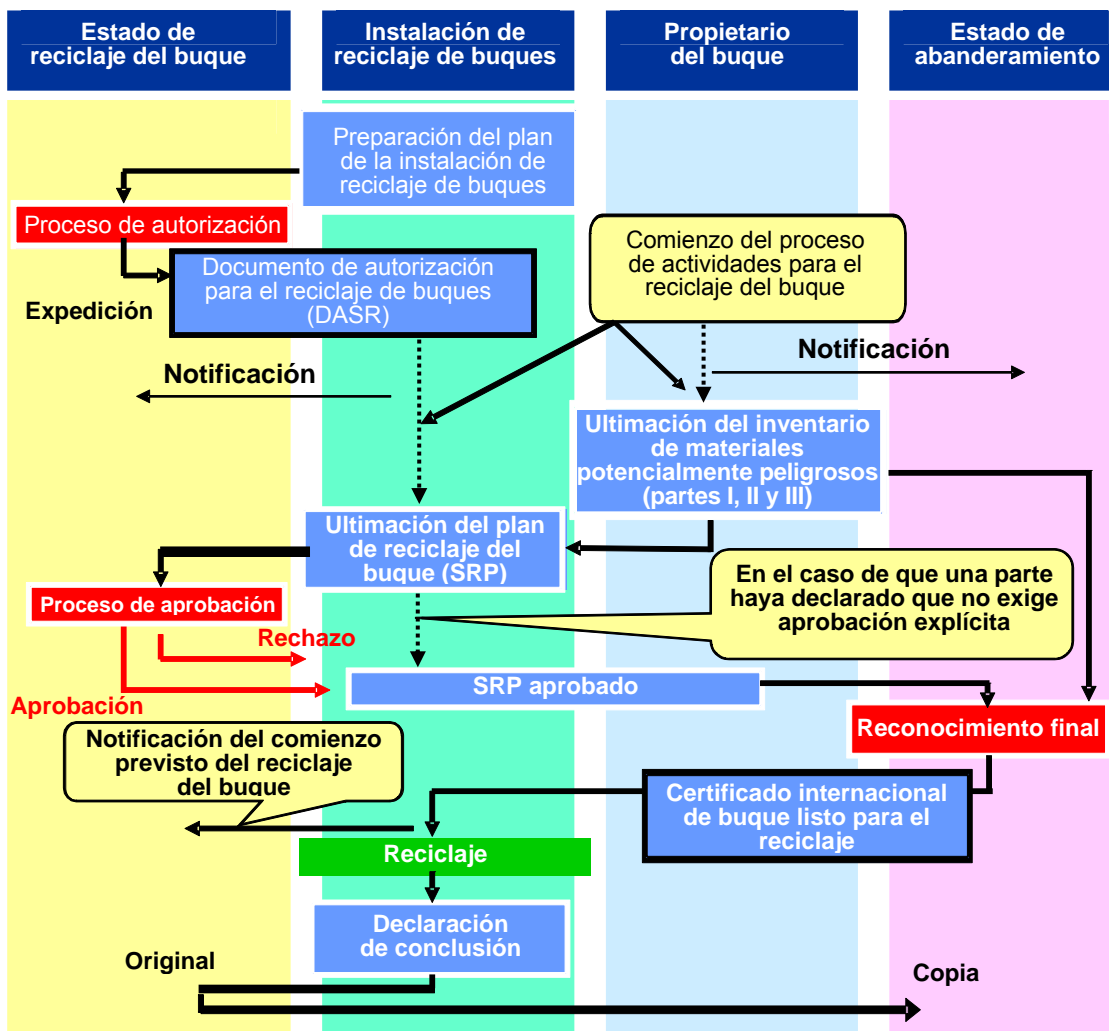 Estado de
reciclaje del buque
Instalación de
reciclaje de buques
Propietario
del buque
Estado de
abanderamiento
Preparación del plan
de la instalación de
reciclaje de buques
Proceso de autorización
Comienzo del proceso
de actividades para el
reciclaje del buque
Documento de autorización
para el reciclaje de buques
(DASR)
Expedición
Notificación
Notificación
Ultimación del inventario
de materiales
potencialmente peligrosos
(partes I, II y III)
Ultimación del plan
de reciclaje del
buque (SRP)
En el caso de que una parte
haya declarado que no exige
aprobación explícita
Proceso de aprobación
Rechazo
Aprobación
SRP aprobado
Reconocimiento final
Notificación del comienzo
previsto del reciclaje
del buque
Certificado internacional
de buque listo para el
reciclaje
Reciclaje
Declaración
de conclusión
Original
Copia